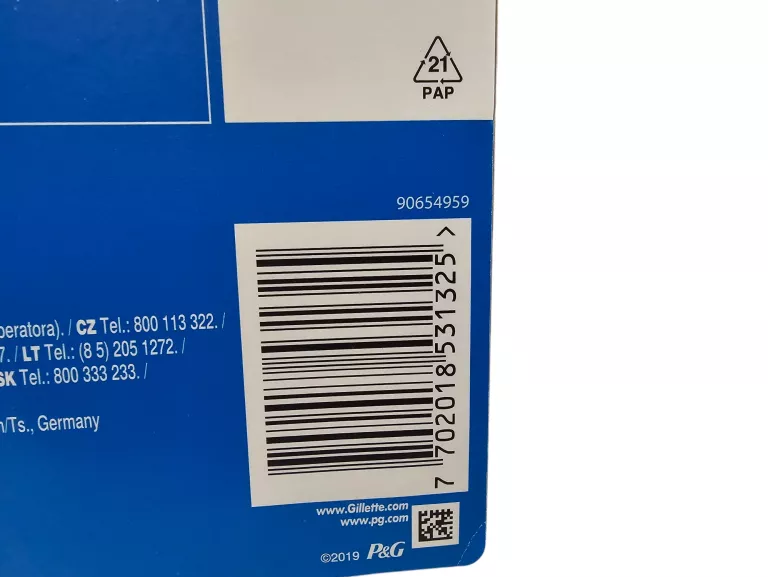 21
PAP
90654959
peratora). / CZ Tel.: 800 113 322. /
7. / LT Tel.: (8 5) 205 1272. /
SK Tel.: 800 333 233. /
n/Ts., Germany
7 702018 531325 >
www.Gillette.com
www.pg.com
©2019 P&G